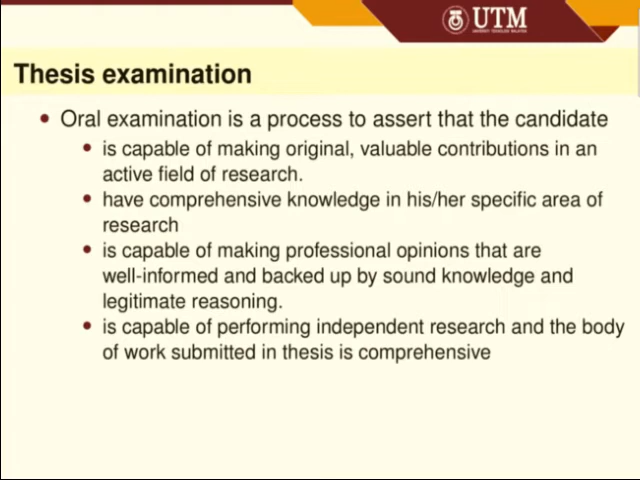 UTM
UNIVERSITI TEKNOLOGI MALAYSIA
Thesis examination
Oral examination is a process to assert that the candidate
is capable of making original, valuable contributions in an
active field of research.
have comprehensive knowledge in his/her specific area of
research
is capable of making professional opinions that are
well-informed and backed up by sound knowledge and
legitimate reasoning.
is capable of performing independent research and the body
of work submitted in thesis is comprehensive